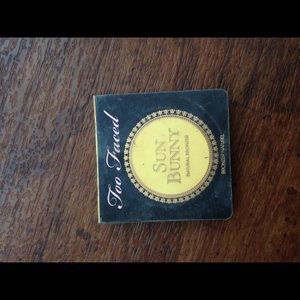 Too Faced
SUN
BUNNY
NATURAL BRONZER